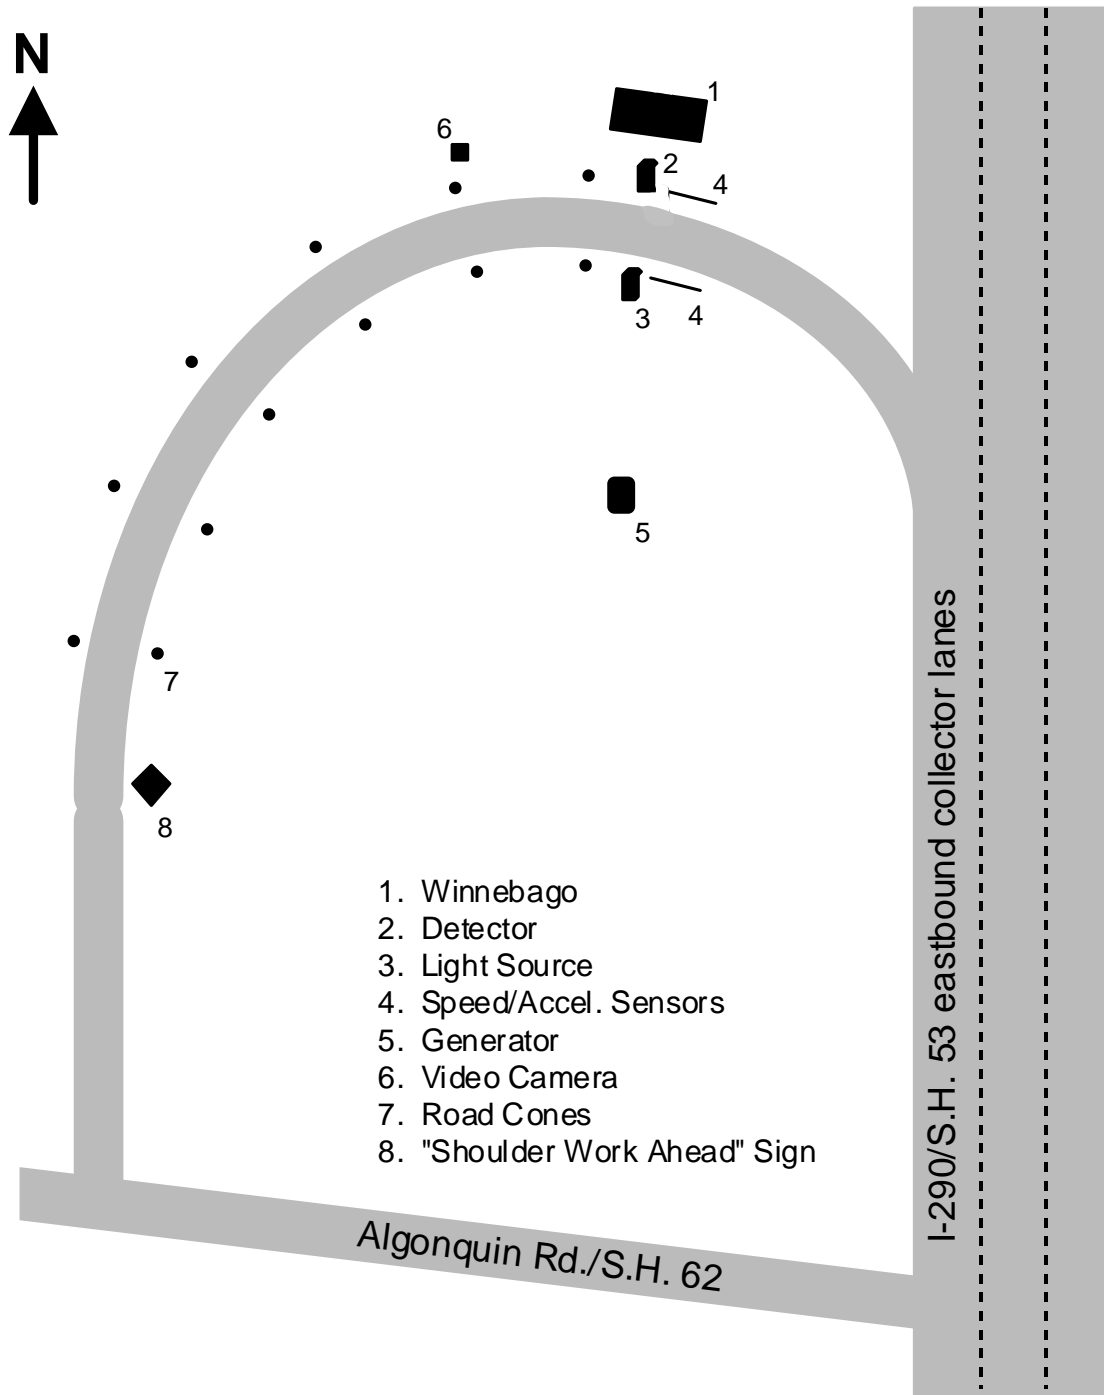 N
1
6
2
4
3
4
5
7
8
1. Winnebago
2. Detector
3. Light Source
4. Speed/Accel. Sensors
5. Generator
6. Video Camera
7. Road Cones
8. "Shoulder Work Ahead" Sign
Algonquin Rd./S.H. 62
I-290/S.H. 53 eastbound collector lanes